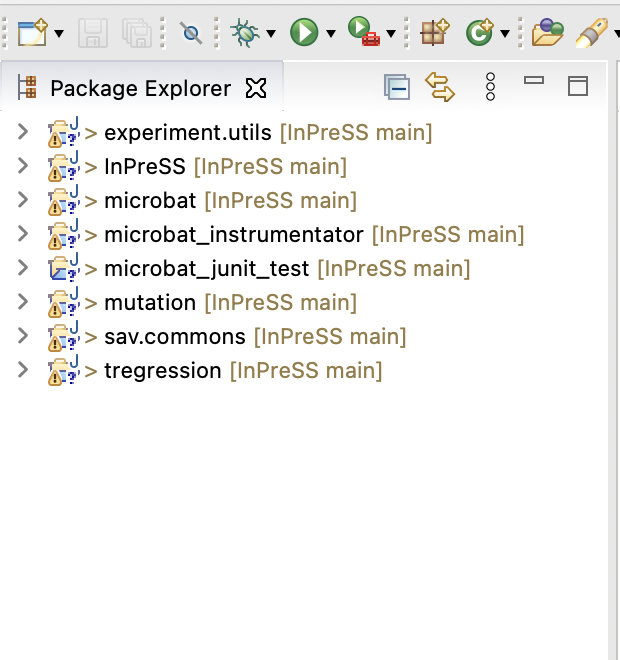 Package Explorer
> experiment.utils [InPreSS main]
> InPreSS [InPreSS main]
> microbat [InPreSS main]
> microbat_instrumentator [InPreSS main]
> microbat_junit_test [InPreSS main]
> mutation [InPreSS main]
> sav.commons [InPreSS main]
> tregression [InPreSS main]